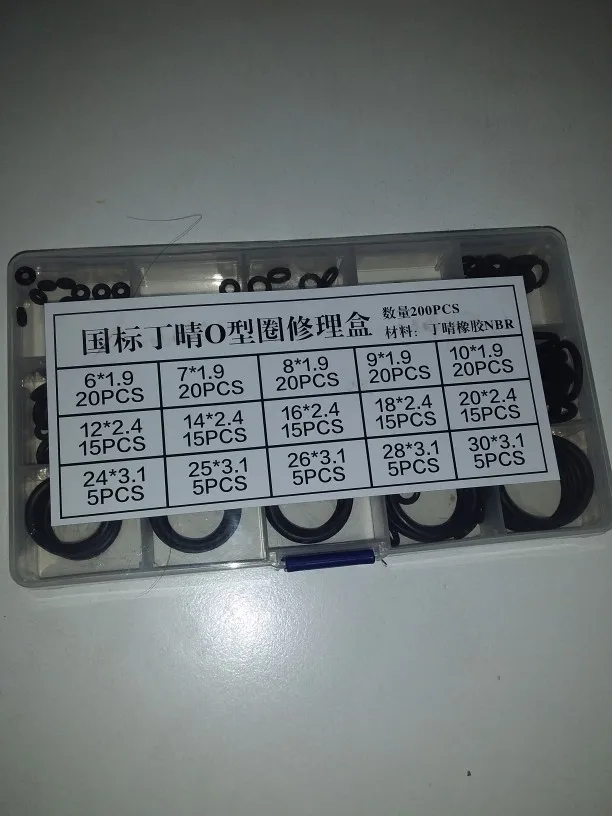 国标丁晴O型圈修理盒
数量200PCS
材料：丁晴橡胶NBR
6*1.9 7*1.9 8*1.9 9*1.9 10*1.9
20PCS 20PCS 20PCS 20PCS 20PCS
12*2.4 14*2.4 16*2.4 18*2.4 20*2.4
15PCS 15PCS 15PCS 15PCS 15PCS
24*3.1 25*3.1 26*3.1 28*3.1 30*3.1
5PCS 5PCS 5PCS 5PCS 5PCS